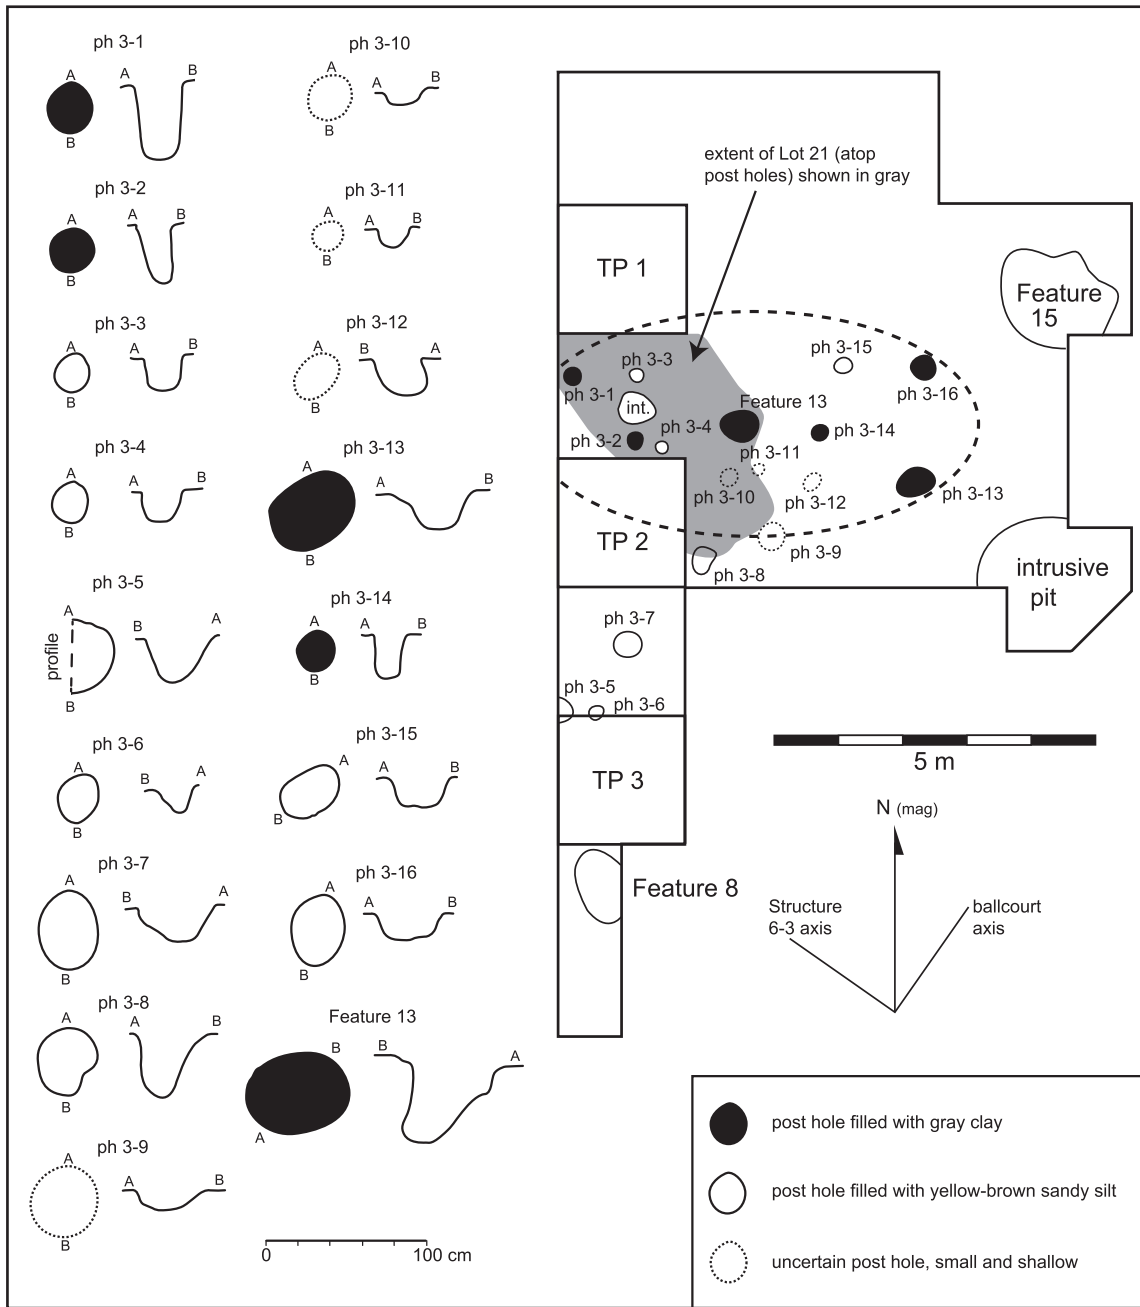 ph 3-1
A
B
A
B
ph 3-2
A
B
A
B
ph 3-3
A
B
A
B
ph 3-4
A
B
A
B
ph 3-5
A
B
profile
B
A
ph 3-6
A
B
B
A
ph 3-7
A
B
B
A
ph 3-8
A
B
A
B
ph 3-9
A
B
A
B
ph 3-10
A
B
A
B
ph 3-11
A
B
A
B
ph 3-12
A
B
B
A
ph 3-13
A
B
A
B
ph 3-14
A
B
A
B
ph 3-15
A
B
A
B
ph 3-16
A
B
A
B
Feature 13
B
A
B
A
0
100 cm
extent of Lot 21 (atop
post holes) shown in gray
TP 1
Feature
15
ph 3-15
ph 3-3
ph 3-1
ph 3-16
int.
Feature 13
ph 3-2
ph 3-4
ph 3-14
ph 3-11
ph 3-10
ph 3-12
ph 3-13
TP 2
ph 3-9
ph 3-8
intrusive
pit
ph 3-7
ph 3-5
ph 3-6
TP 3
5 m
N (mag)
Feature 8
Structure
6-3 axis
ballcourt
axis
post hole filled with gray clay
post hole filled with yellow-brown sandy silt
uncertain post hole, small and shallow